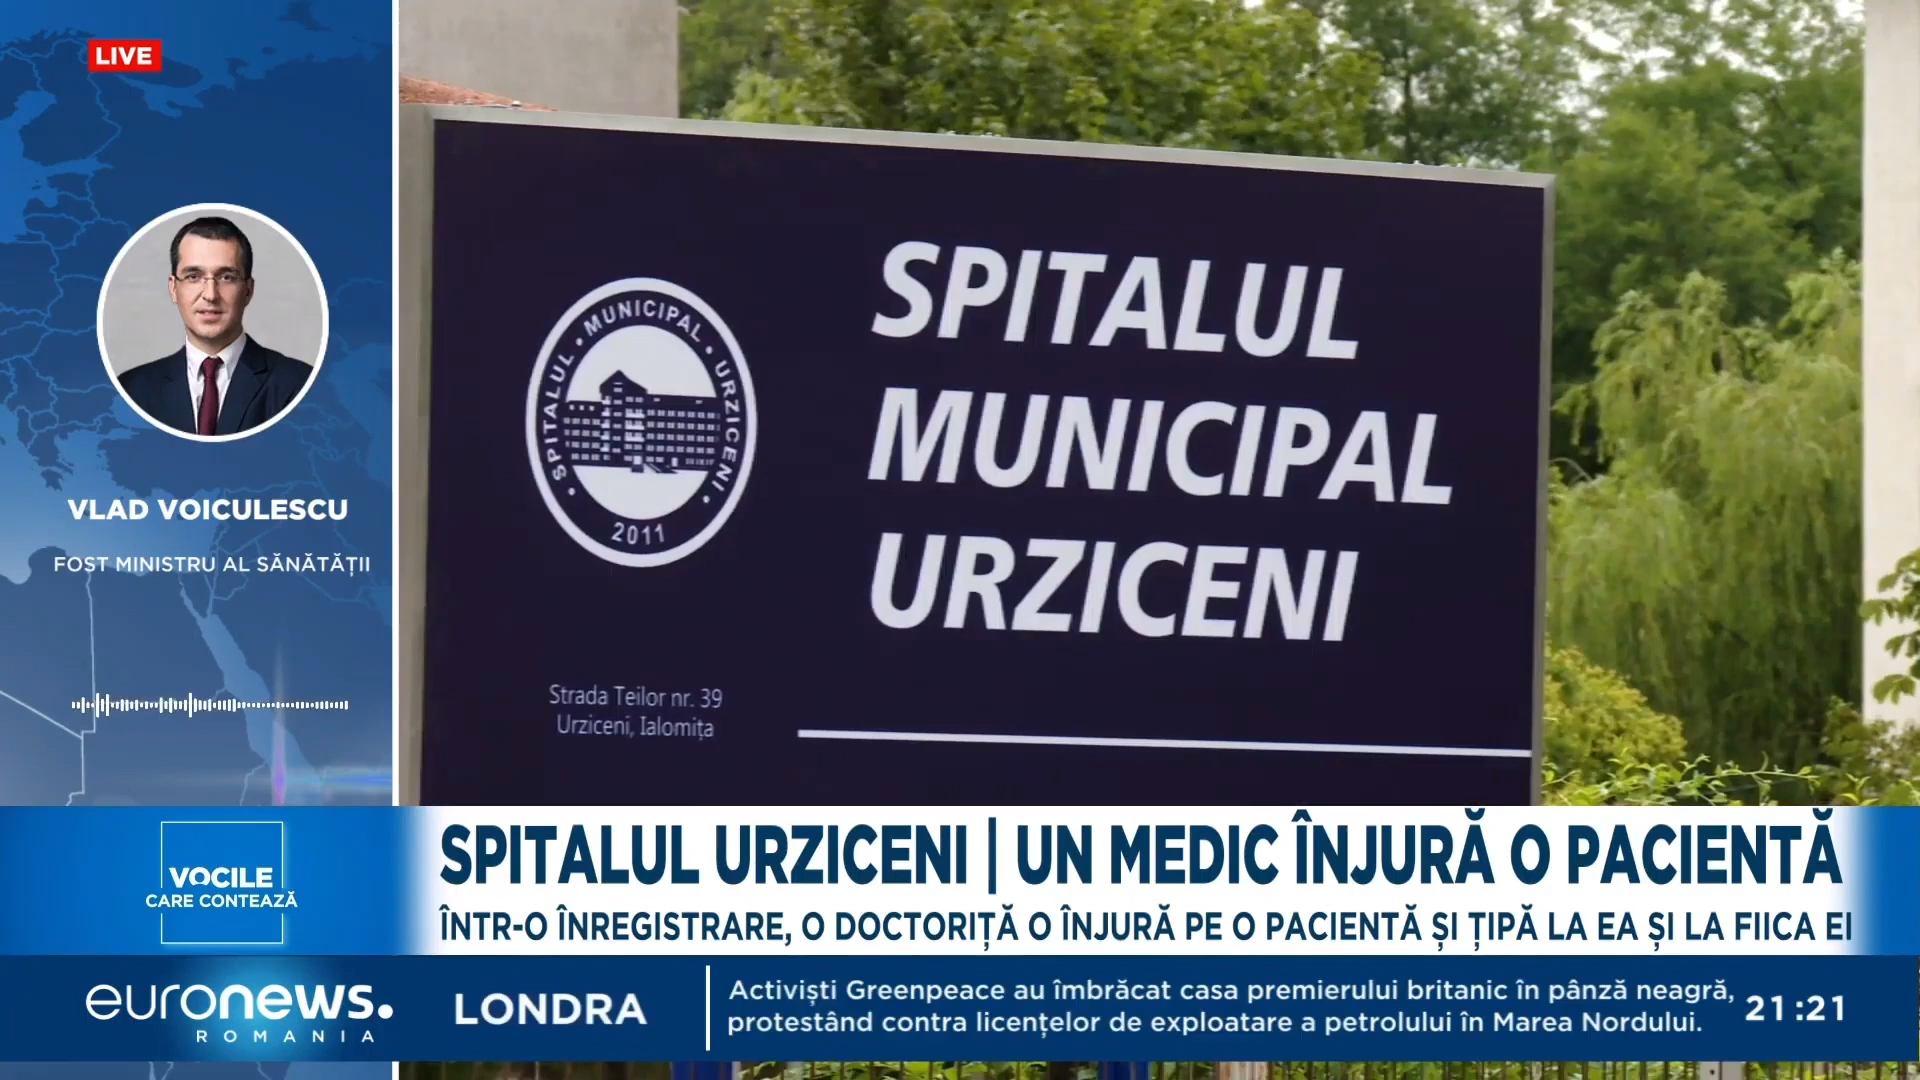 LIVE
VLAD VOICULESCU
FOST MINISTRU AL SĂNĂTĂȚII
• SPITALUL • MUNICIPAL • URZICENI •
2011
SPITALUL
MUNICIPAL
URZICENI
Strada Teilor nr. 39
Urziceni, Ialomița
VOCILE
CARE CONTEAZĂ
SPITALUL URZICENI | UN MEDIC ÎNJURĂ O PACIENTĂ
ÎNTR-O ÎNREGISTRARE, O DOCTORIȚĂ O ÎNJURĂ PE O PACIENTĂ ȘI ȚIPĂ LA EA ȘI LA FIICA EI
euronews.
ROMANIA
LONDRA
Activiști Greenpeace au îmbrăcat casa premierului britanic în pânză neagră,
protestând contra licențelor de exploatare a petrolului în Marea Nordului.
21:21